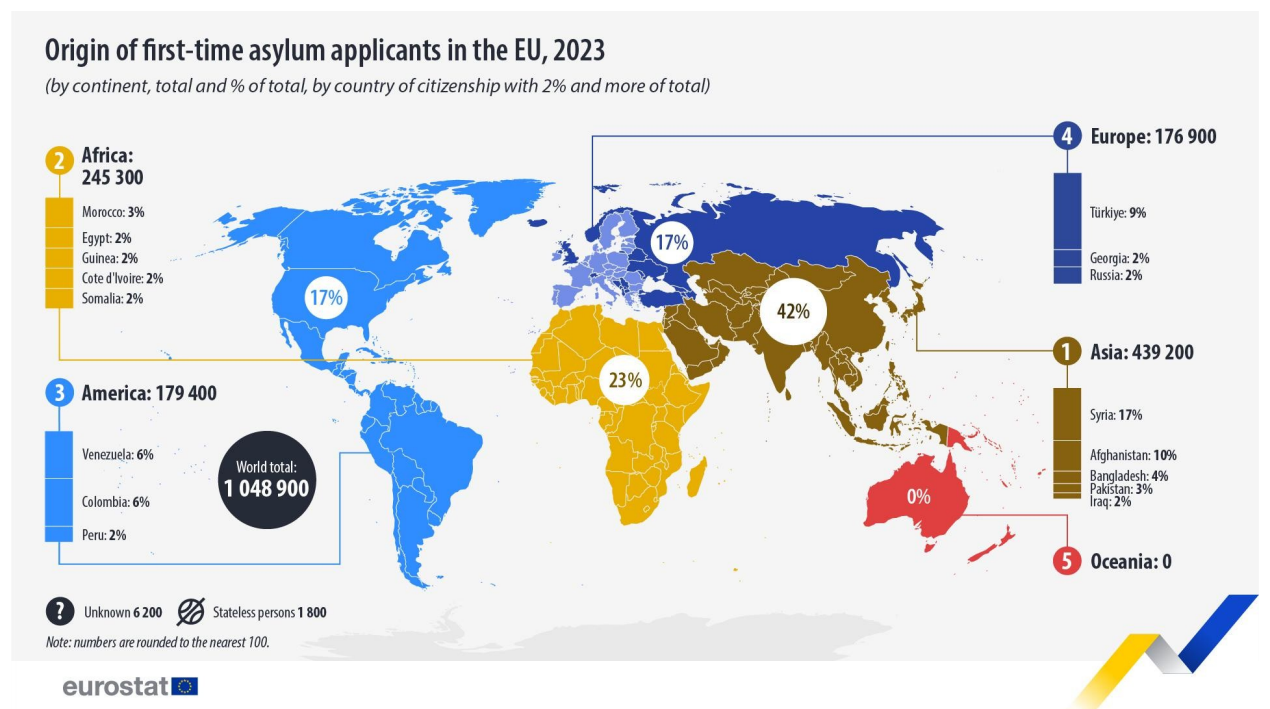 Origin of first-time asylum applicants in the EU, 2023
(by continent, total and % of total, by country of citizenship with 2% and more of total)
2
Africa:
245 300
Morocco: 3%
Egypt: 2%
Guinea: 2%
Cote d'Ivoire: 2%
Somalia: 2%
3
America: 179 400
Venezuela: 6%
Colombia: 6%
Peru: 2%
World total:
1 048 900
17%
17%
42%
23%
0%
4
Europe: 176 900
Türkiye: 9%
Georgia: 2%
Russia: 2%
1
Asia: 439 200
Syria: 17%
Afghanistan: 10%
Bangladesh: 4%
Pakistan: 3%
Iraq: 2%
5
Oceania: 0
?
Unknown 6 200
Stateless persons 1 800
Note: numbers are rounded to the nearest 100.
eurostat